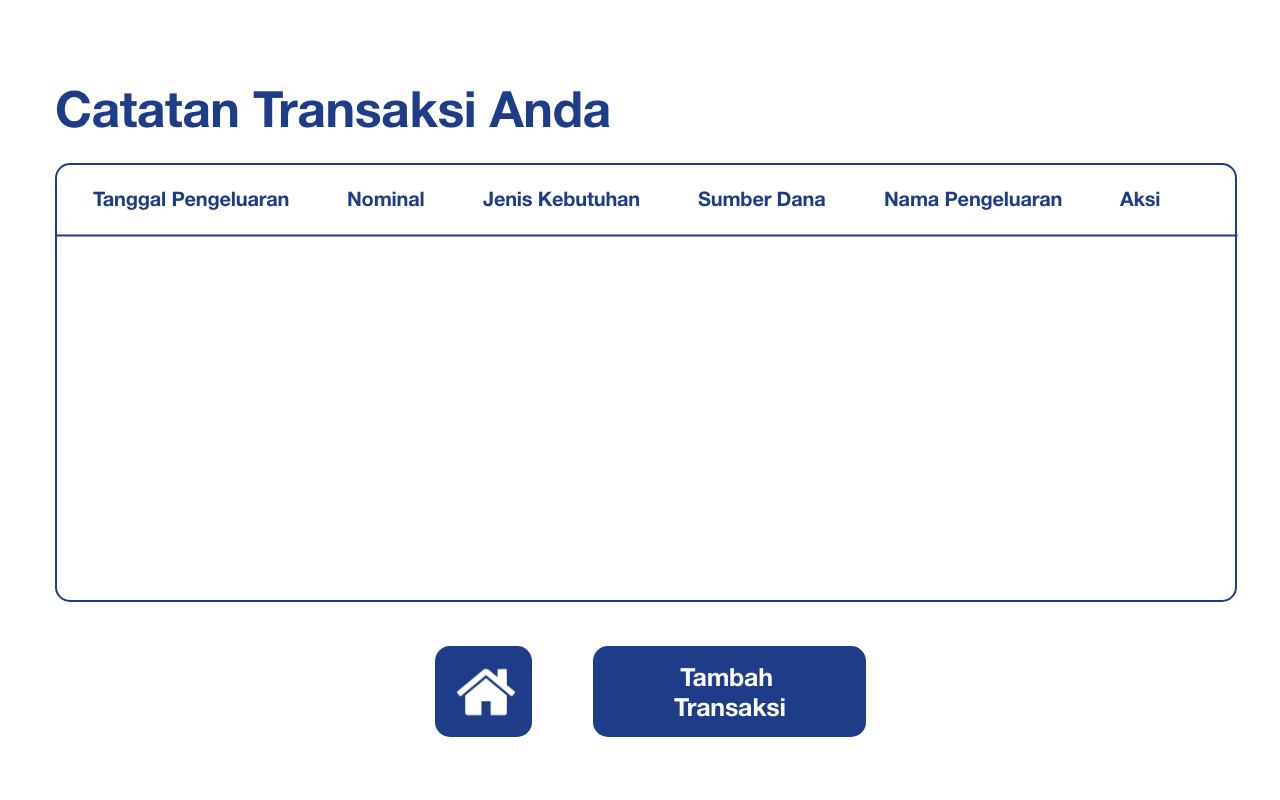 Catatan Transaksi Anda
Tanggal Pengeluaran Nominal Jenis Kebutuhan Sumber Dana Nama Pengeluaran Aksi
Tambah
Transaksi